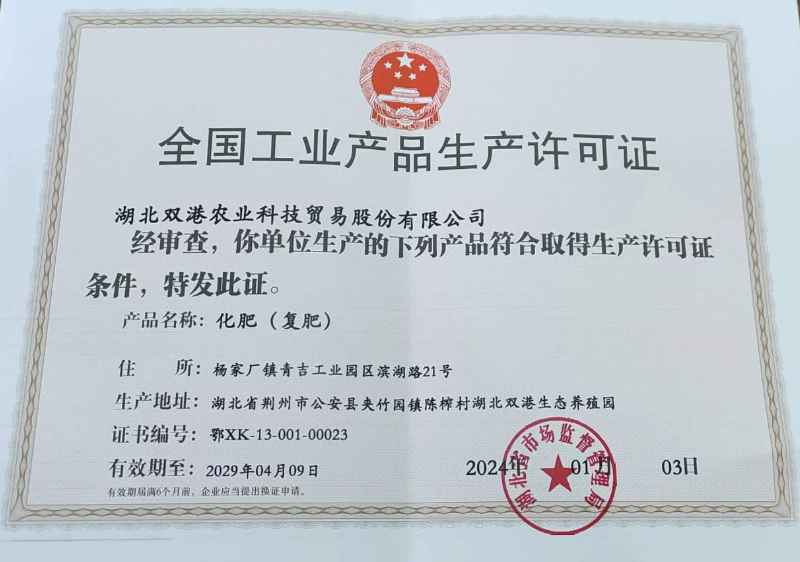 全国工业产品生产许可证
湖北双港农业科技贸易股份有限公司
经审查，你单位生产的下列产品符合取得生产许可证
条件，特发此证。
产品名称：化肥（复肥）
住 所：杨家厂镇青吉工业园区滨湖路21号
生产地址：湖北省荆州市公安县夹竹园镇陈榨村湖北双港生态养殖园
证书编号：鄂XK-13-001-00023
有效期至：2029年04月09日
2024年 01月 03日
有效期届满6个月前，企业应当提出换证申请。
湖北省市场监督管理局